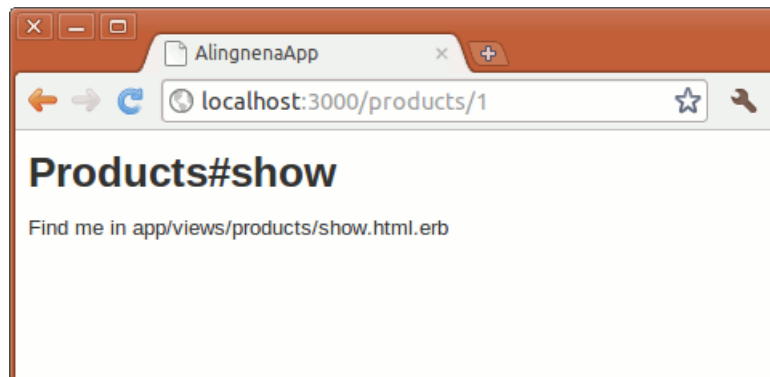 AlingnenaApp
localhost:3000/products/1
Products#show
Find me in app/views/products/show.html.erb